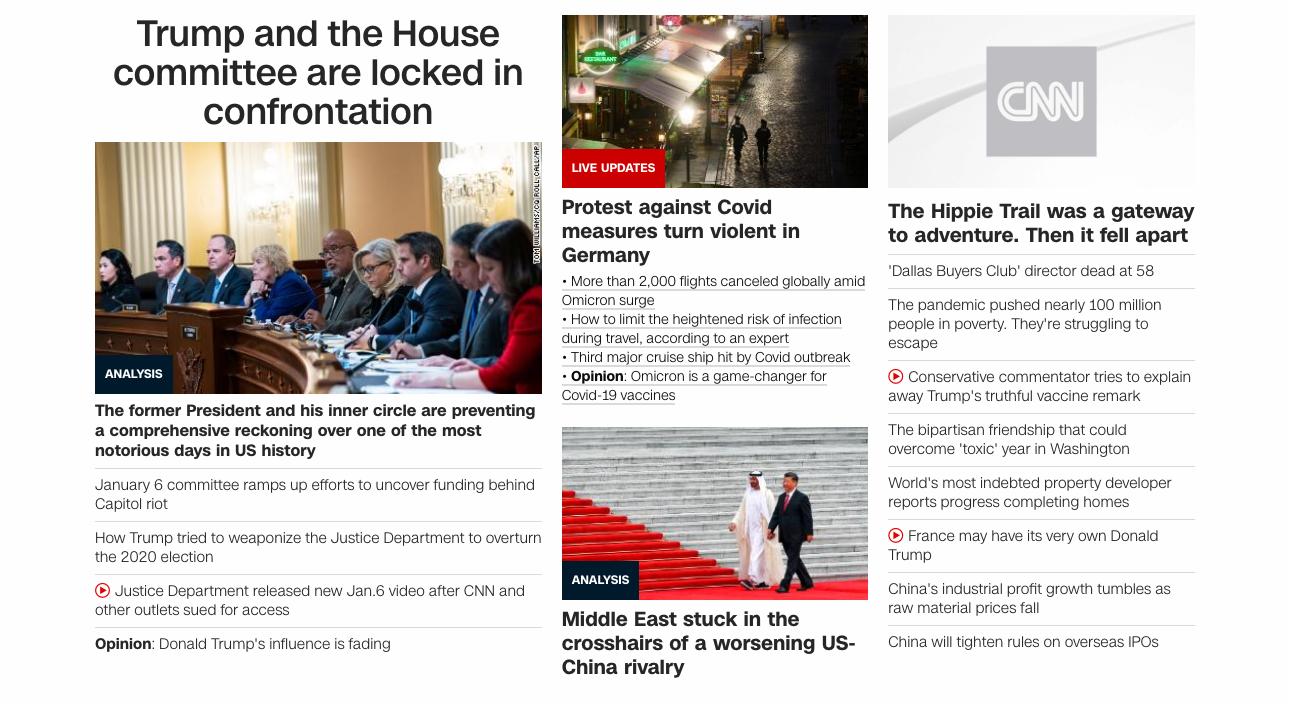 Trump and the House
committee are locked in
confrontation
TOM WILLIAMS/CQ ROLL CALL/AP
ANALYSIS
The former President and his inner circle are preventing
a comprehensive reckoning over one of the most
notorious days in US history
January 6 committee ramps up efforts to uncover funding behind
Capitol riot
How Trump tried to weaponize the Justice Department to overturn
the 2020 election
Justice Department released new Jan.6 video after CNN and
other outlets sued for access
Opinion: Donald Trump's influence is fading
BAR
RESTAURANT
LIVE UPDATES
Protest against Covid
measures turn violent in
Germany
• More than 2,000 flights canceled globally amid
Omicron surge
• How to limit the heightened risk of infection
during travel, according to an expert
• Third major cruise ship hit by Covid outbreak
• Opinion: Omicron is a game-changer for
Covid-19 vaccines
ANALYSIS
Middle East stuck in the
crosshairs of a worsening US-
China rivalry
CNN
The Hippie Trail was a gateway
to adventure. Then it fell apart
'Dallas Buyers Club' director dead at 58
The pandemic pushed nearly 100 million
people in poverty. They're struggling to
escape
Conservative commentator tries to explain
away Trump's truthful vaccine remark
The bipartisan friendship that could
overcome 'toxic' year in Washington
World's most indebted property developer
reports progress completing homes
France may have its very own Donald
Trump
China's industrial profit growth tumbles as
raw material prices fall
China will tighten rules on overseas IPOs